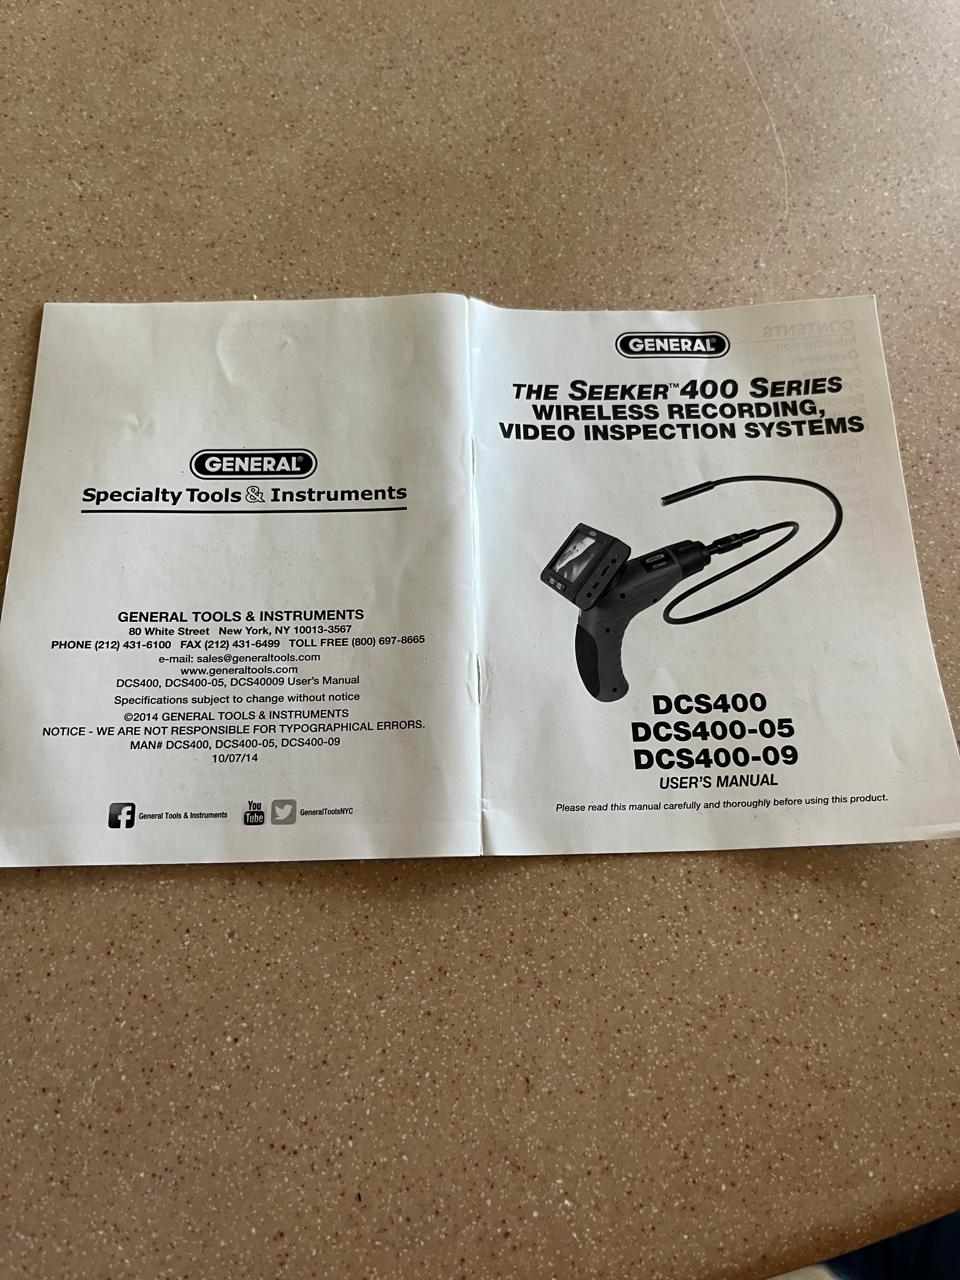 GENERAL®
Specialty Tools & Instruments
GENERAL TOOLS & INSTRUMENTS
80 White Street New York, NY 10013-3567
PHONE (212) 431-6100 FAX (212) 431-6499 TOLL FREE (800) 697-8665
e-mail: sales@generaltools.com
www.generaltools.com
DCS400, DCS400-05, DCS40009 User's Manual
Specifications subject to change without notice
©2014 GENERAL TOOLS & INSTRUMENTS
NOTICE - WE ARE NOT RESPONSIBLE FOR TYPOGRAPHICAL ERRORS.
MAN# DCS400, DCS400-05, DCS400-09
10/07/14
General Tools & Instruments
You Tube
GeneralToolsNYC
GENERAL®
THE SEEKER™ 400 SERIES
WIRELESS RECORDING,
VIDEO INSPECTION SYSTEMS
DCS400
DCS400-05
DCS400-09
USER'S MANUAL
Please read this manual carefully and thoroughly before using this product.
CONTENTS
Introduction
Overview